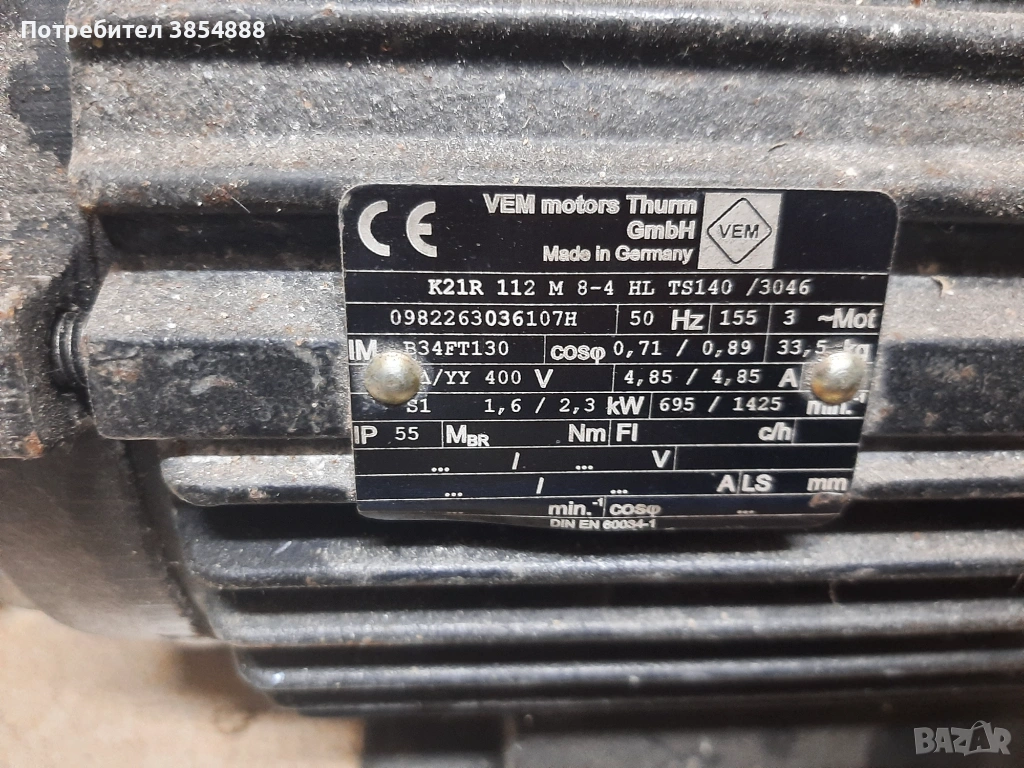 Потребител 3854888
CE VEM motors Thurm
GmbH
Made in Germany
VEM
K21R 112 M 8-4 HL TS140 /3046
0982263036107H 50 Hz 155 3 ~Mot
IM B34FT130 cosφ 0,71 / 0,89 33,5 kg
Δ/YY 400 V 4,85 / 4,85 A
S1 1,6 / 2,3 kW 695 / 1425 min.-1
IP 55 MBR Nm FI c/h
... / ... V
... / ... A LS mm
... min.-1 cosφ ...
DIN EN 60034-1
BAZAR